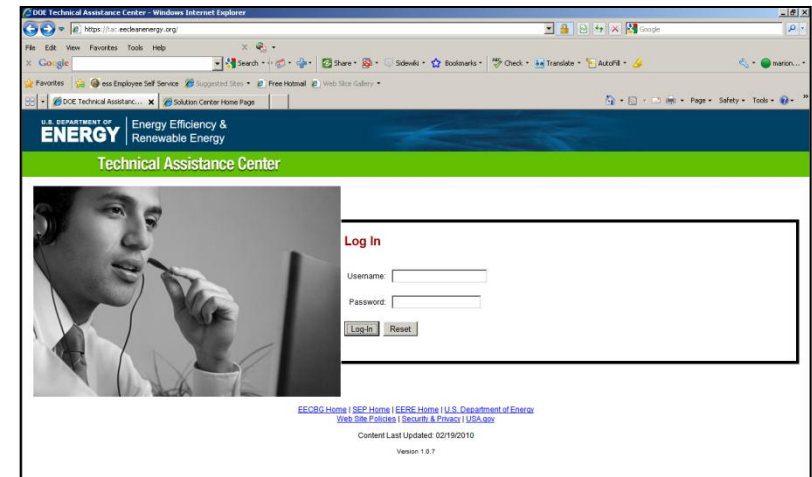 DOE Technical Assistance Center - Windows Internet Explorer
https://tac.eecleanenergy.org/
Google
File Edit View Favorites Tools Help
Google Search Share Sidewiki Bookmarks Check Translate AutoFill marion...
Favorites ess Employee Self Service Suggested Sites Free Hotmail Web Slice Gallery
DOE Technical Assistanc... Solution Center Home Page Page Safety Tools
U.S. DEPARTMENT OF
ENERGY
Energy Efficiency &
Renewable Energy
Technical Assistance Center
Log In
Username:
Password:
Log-In Reset
EECBG Home | SEP Home | EERE Home | U.S. Department of Energy
Web Site Policies | Security & Privacy | USA.gov
Content Last Updated: 02/19/2010
Version 1.0.7